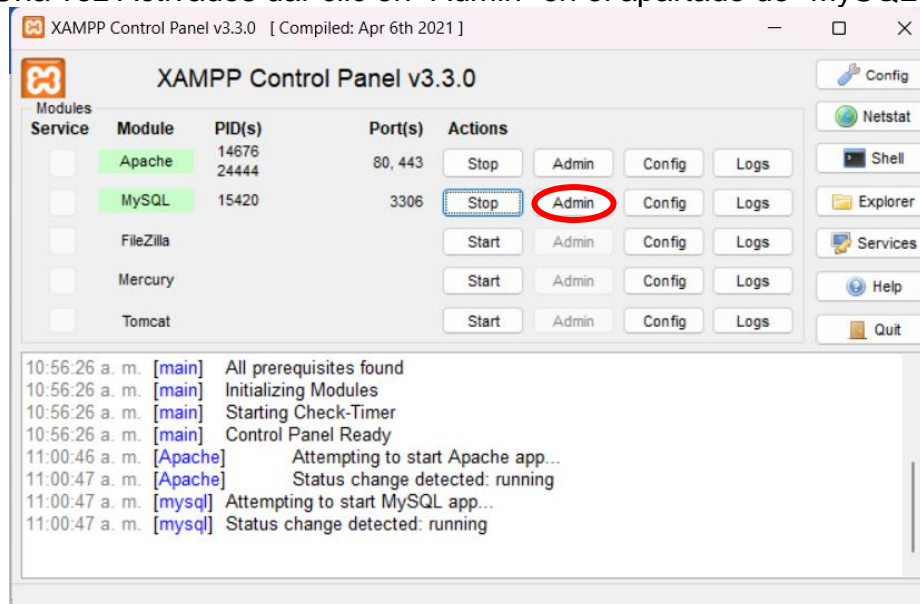 XAMPP Control Panel v3.3.0 [ Compiled: Apr 6th 2021 ]
XAMPP Control Panel v3.3.0
Config
Modules
Service Module PID(s) Port(s) Actions
Netstat
Apache 14676 24444 80, 443 Stop Admin Config Logs
Shell
MySQL 15420 3306 Stop Admin Config Logs
Explorer
FileZilla Start Admin Config Logs
Services
Mercury Start Admin Config Logs
Help
Tomcat Start Admin Config Logs
Quit
10:56:26 a. m. [main] All prerequisites found
10:56:26 a. m. [main] Initializing Modules
10:56:26 a. m. [main] Starting Check-Timer
10:56:26 a. m. [main] Control Panel Ready
11:00:46 a. m. [Apache] Attempting to start Apache app...
11:00:47 a. m. [Apache] Status change detected: running
11:00:47 a. m. [mysql] Attempting to start MySQL app...
11:00:47 a. m. [mysql] Status change detected: running